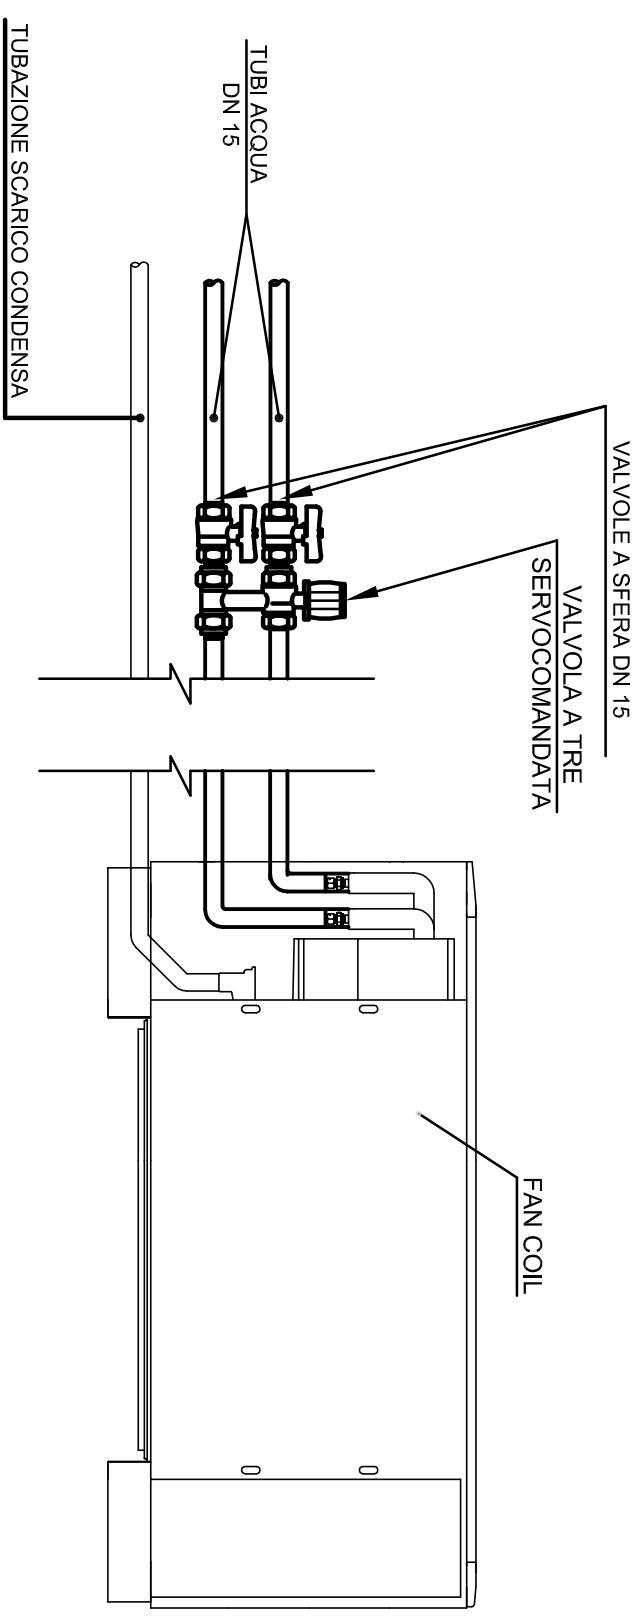 VALVOLE A SFERA DN 15
VALVOLA A TRE
SERVOCOMANDATA
FAN COIL
TUBI ACQUA
DN 15
TUBAZIONE SCARICO CONDENSA